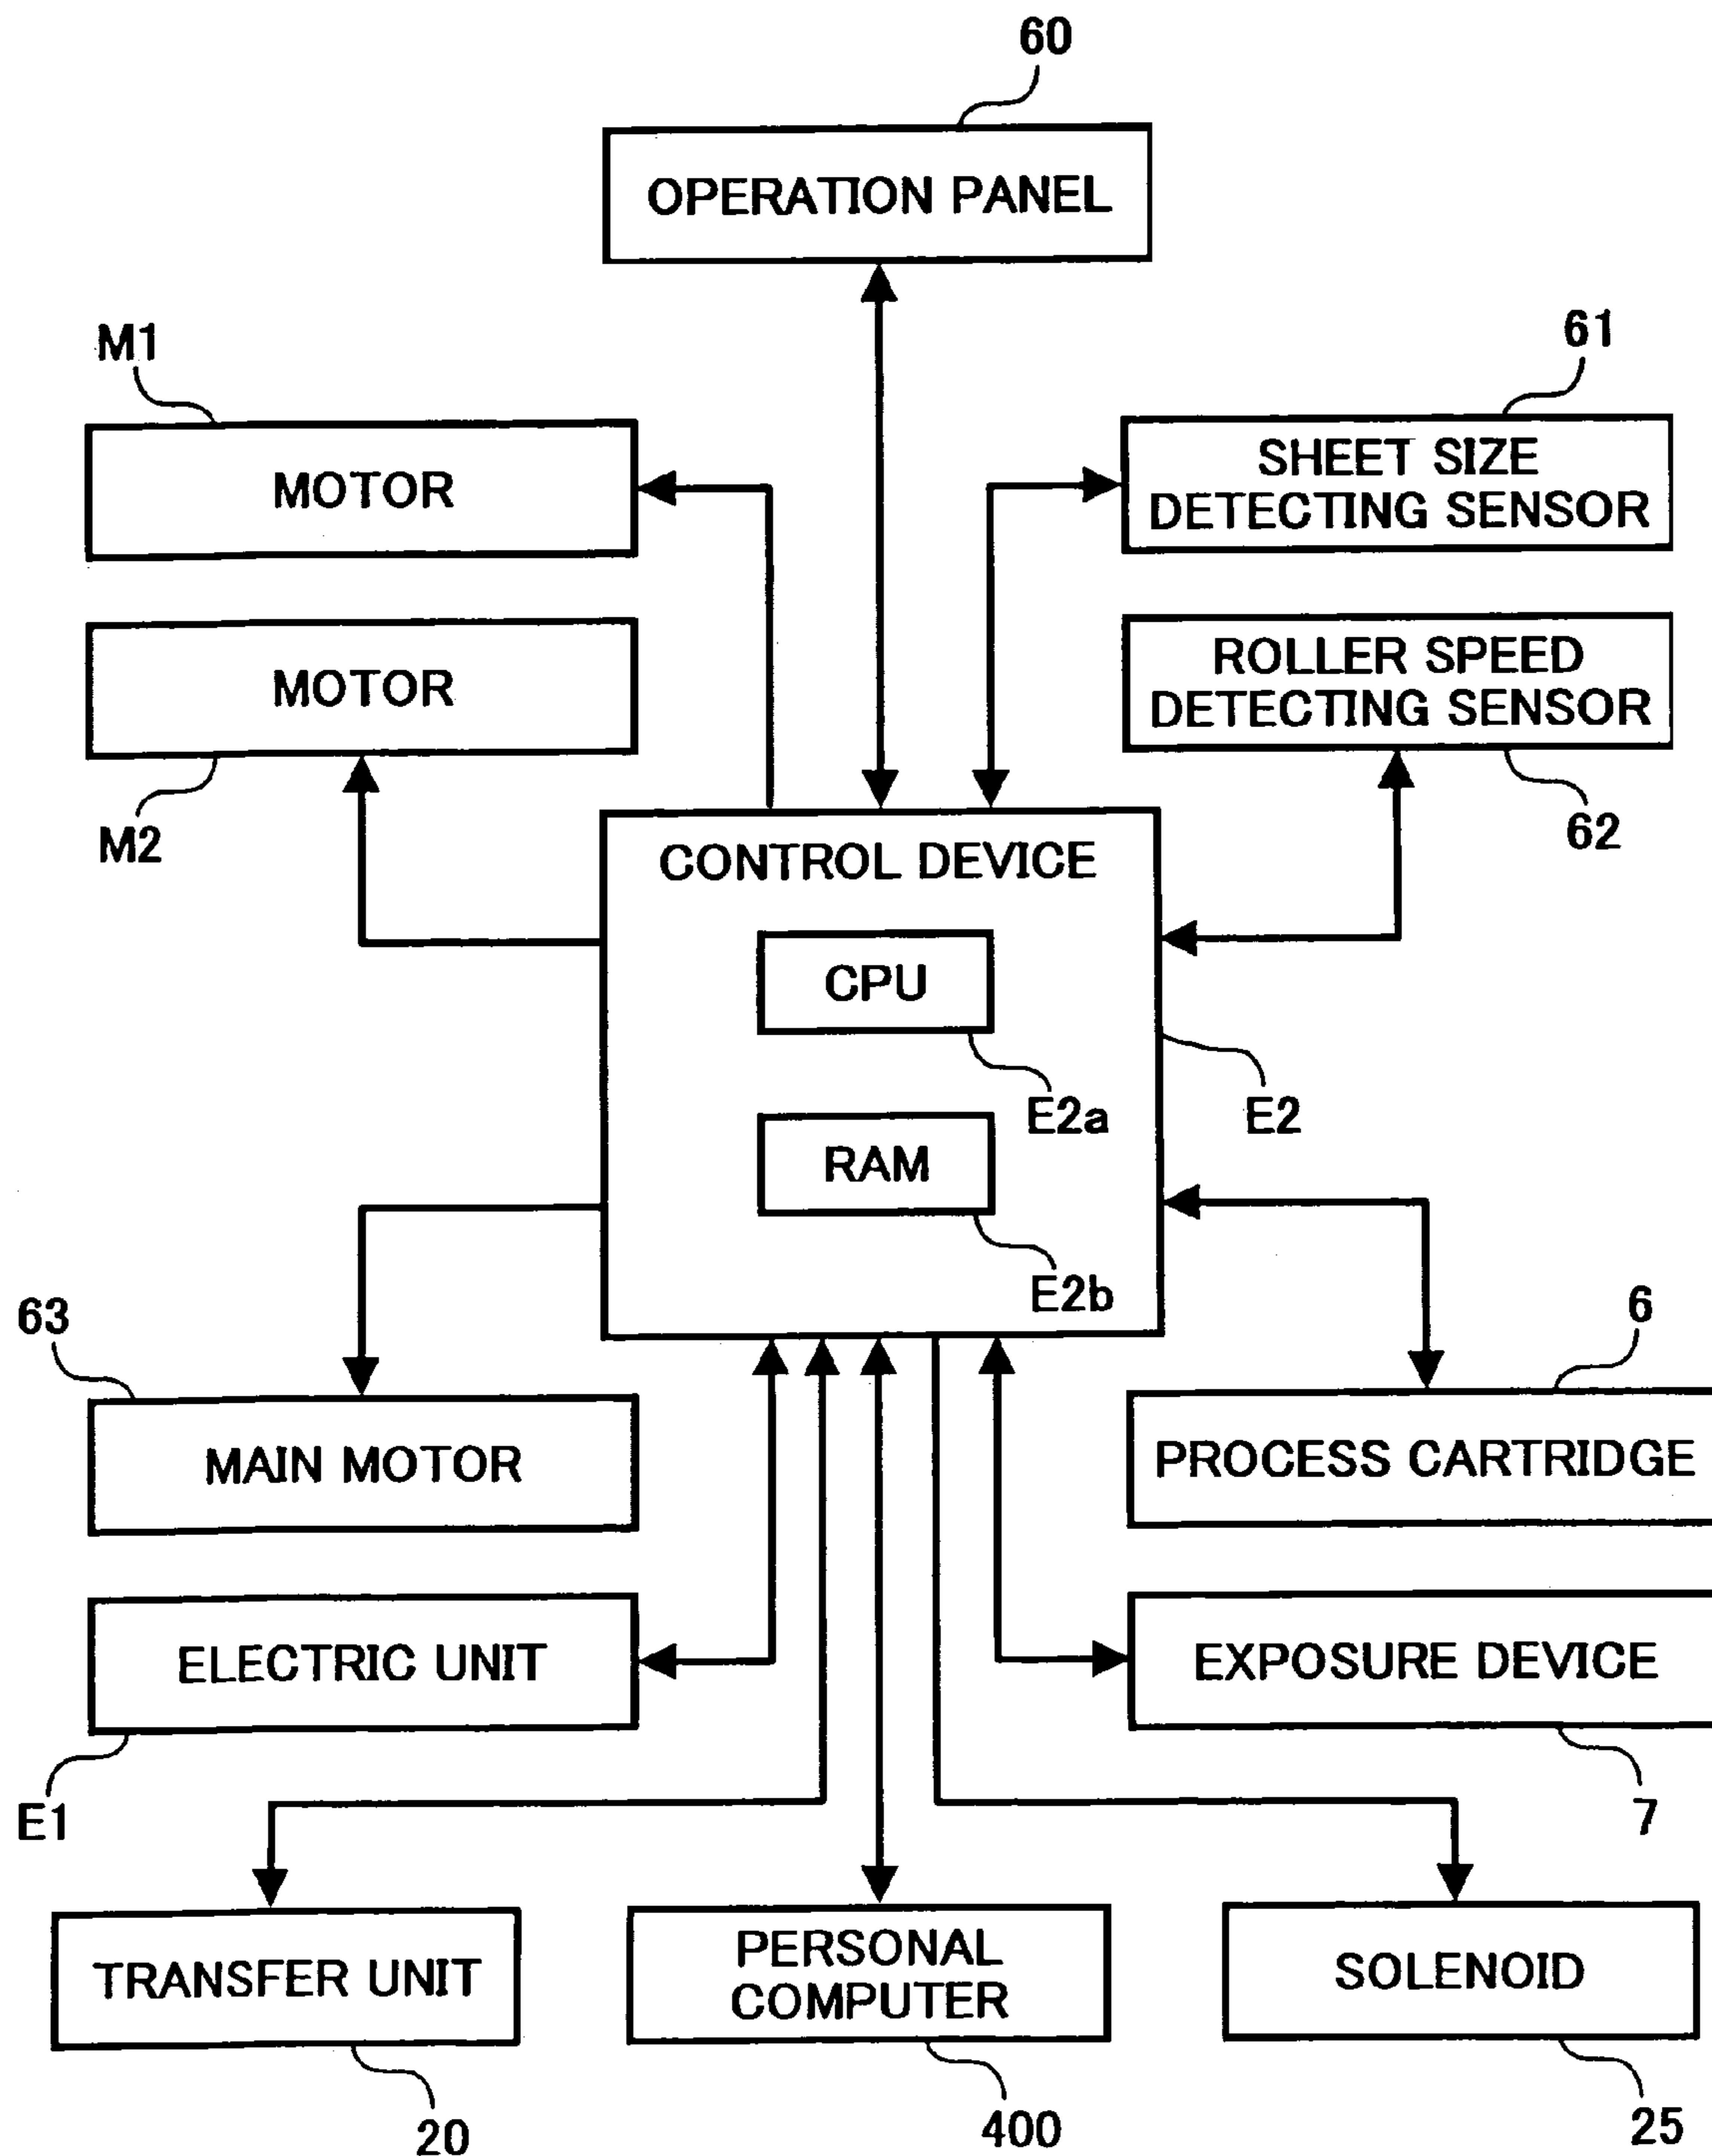 60
OPERATION PANEL
M1
MOTOR
61
SHEET SIZE
DETECTING SENSOR
MOTOR
M2
ROLLER SPEED
DETECTING SENSOR
62
CONTROL DEVICE
CPU
E2a
E2
RAM
E2b
63
MAIN MOTOR
6
PROCESS CARTRIDGE
ELECTRIC UNIT
E1
EXPOSURE DEVICE
7
TRANSFER UNIT
20
PERSONAL
COMPUTER
400
SOLENOID
25